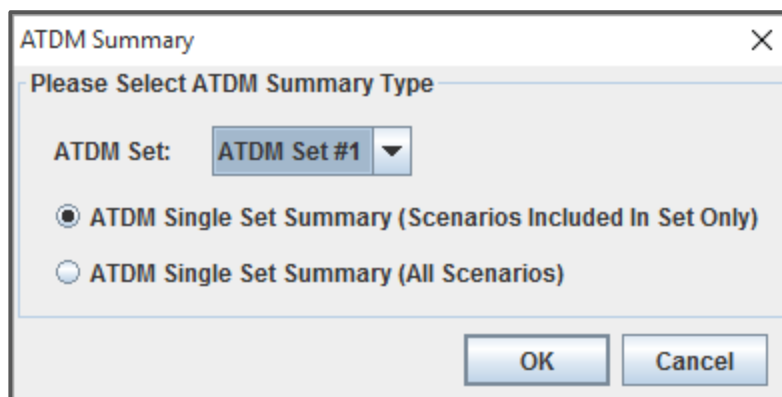 ATDM Summary
Please Select ATDM Summary Type
ATDM Set: ATDM Set #1
ATDM Single Set Summary (Scenarios Included In Set Only)
ATDM Single Set Summary (All Scenarios)
OK Cancel